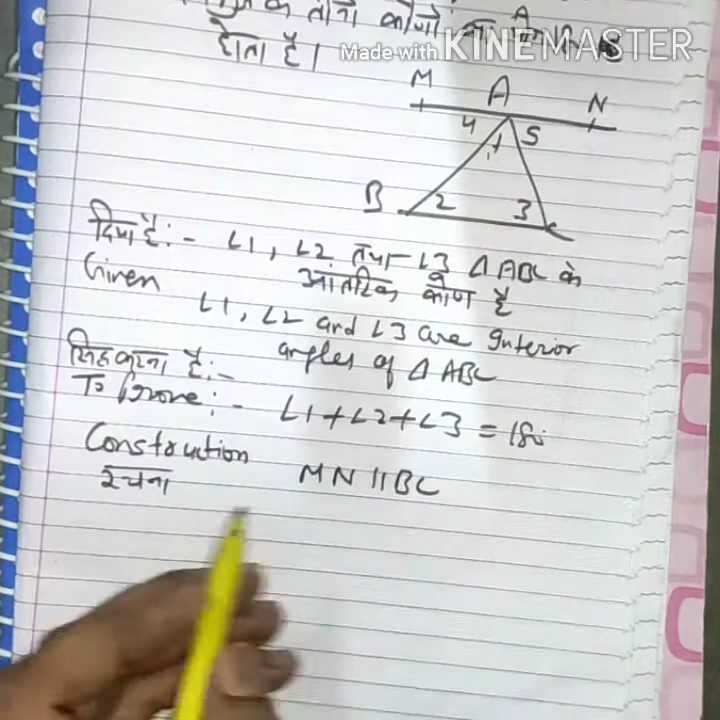 के तीनों कोणों का
होता है।
Made with KINEMASTER
M A N
4 1 5
B 2 3 C
दिया है:- ∠1, ∠2 तथा ∠3 △ABC के
Given आंतरिक कोण है
∠1, ∠2 and ∠3 are Interior
angles of △ABC
सिद्ध करना है:-
To Prove:- ∠1+∠2+∠3 = 180
Construction
रचना MN||BC